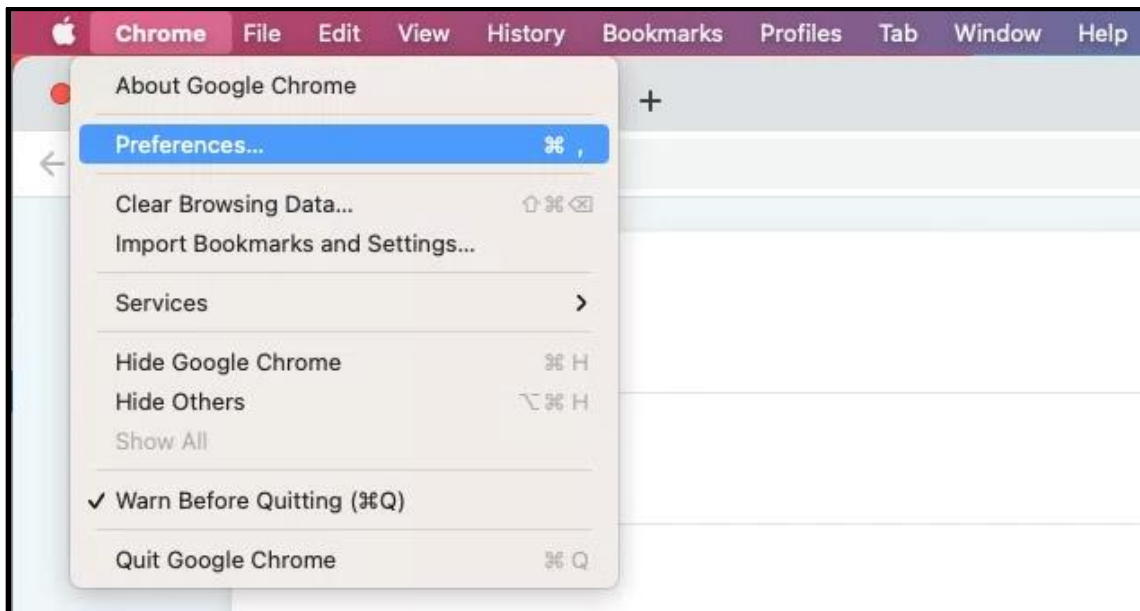 Chrome File Edit View History Bookmarks Profiles Tab Window Help
About Google Chrome
Preferences... ⌘ ,
Clear Browsing Data... ⇧⌘⌫
Import Bookmarks and Settings...
Services
Hide Google Chrome ⌘ H
Hide Others ⌥⌘ H
Show All
✓ Warn Before Quitting (⌘Q)
Quit Google Chrome ⌘ Q